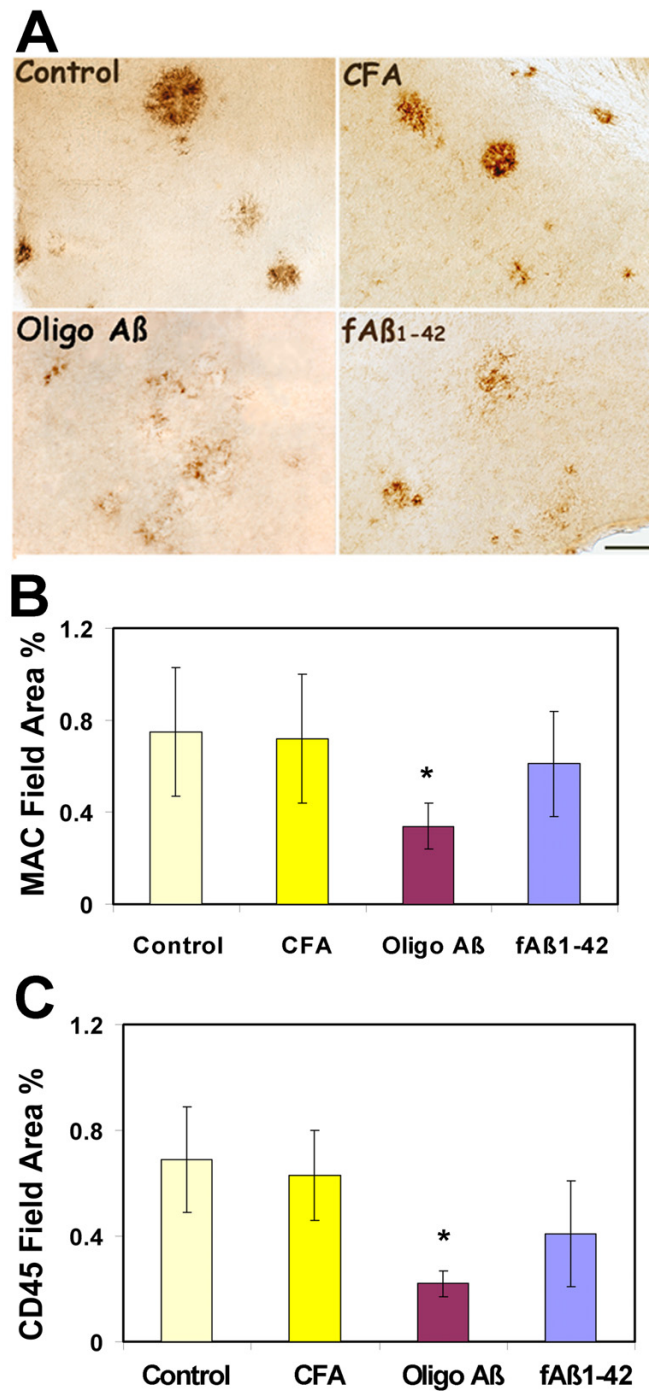 A
Control
CFA
Oligo Aß
fAß1-42
B
MAC Field Area %
1.2
0.8
0.4
0
*
Control
CFA
Oligo Aß
fAß1-42
C
CD45 Field Area %
1.2
0.8
0.4
0
*
Control
CFA
Oligo Aß
fAß1-42